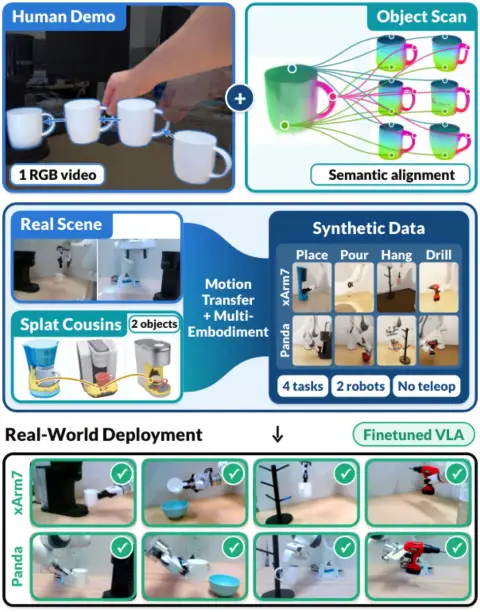 Human Demo
Object Scan
+
1 RGB video
Semantic alignment
Real Scene
Synthetic Data
Place Pour Hang Drill
xArm7
Panda
Motion
Transfer
+ Multi-
Embodiment
Splat Cousins
2 objects
4 tasks
2 robots
No teleop
Real-World Deployment
Finetuned VLA
xArm7
Panda